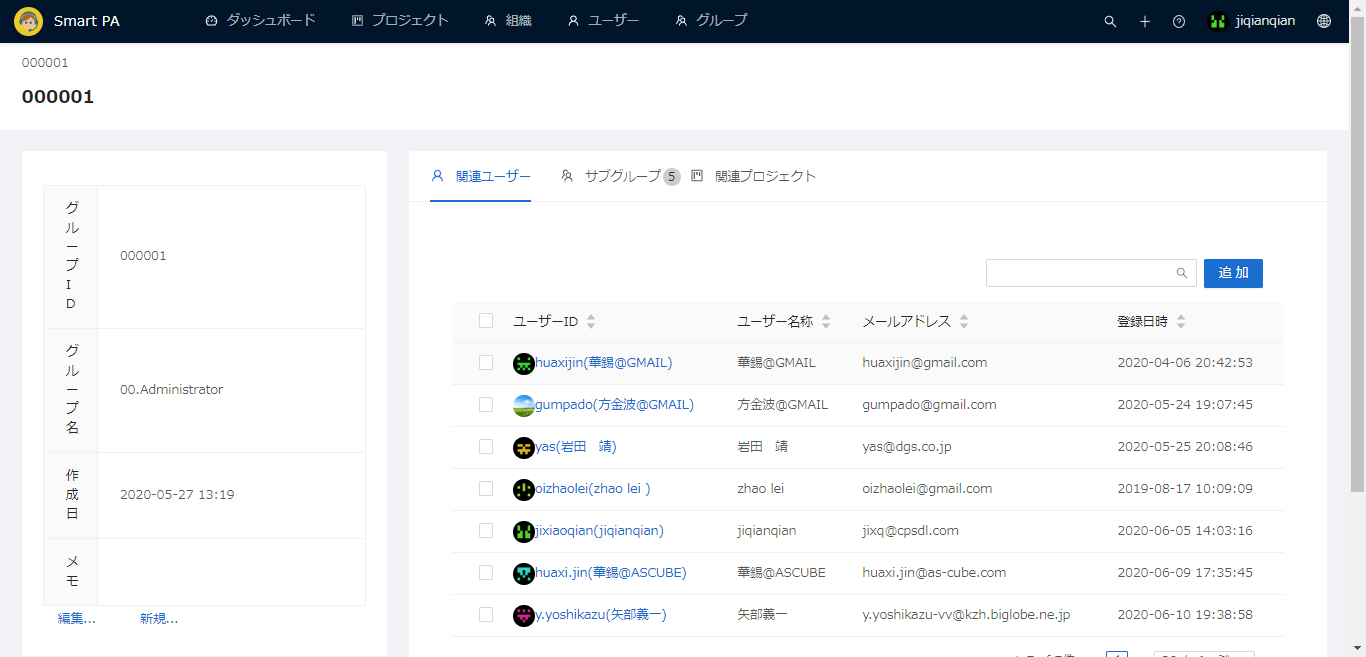 Smart PA ダッシュボード プロジェクト 組織 ユーザー グループ jiqianqian
000001
000001
関連ユーザー サブグループ 5 関連プロジェクト
グループID 000001
グループ名 00.Administrator
作成日 2020-05-27 13:19
メモ
編集... 新規...
追加
ユーザーID ユーザー名称 メールアドレス 登録日時
huaxijin(華錫@GMAIL) 華錫@GMAIL huaxijin@gmail.com 2020-04-06 20:42:53
gumpado(方金波@GMAIL) 方金波@GMAIL gumpado@gmail.com 2020-05-24 19:07:45
yas(岩田　靖) 岩田　靖 yas@dgs.co.jp 2020-05-25 20:08:46
oizhaolei(zhao lei ) zhao lei oizhaolei@gmail.com 2019-08-17 10:09:09
jixiaoqian(jiqianqian) jiqianqian jixq@cpsdl.com 2020-06-05 14:03:16
huaxi.jin(華錫@ASCUBE) 華錫@ASCUBE huaxi.jin@as-cube.com 2020-06-09 17:35:45
y.yoshikazu(矢部義一) 矢部義一 y.yoshikazu-vv@kzh.biglobe.ne.jp 2020-06-10 19:38:58